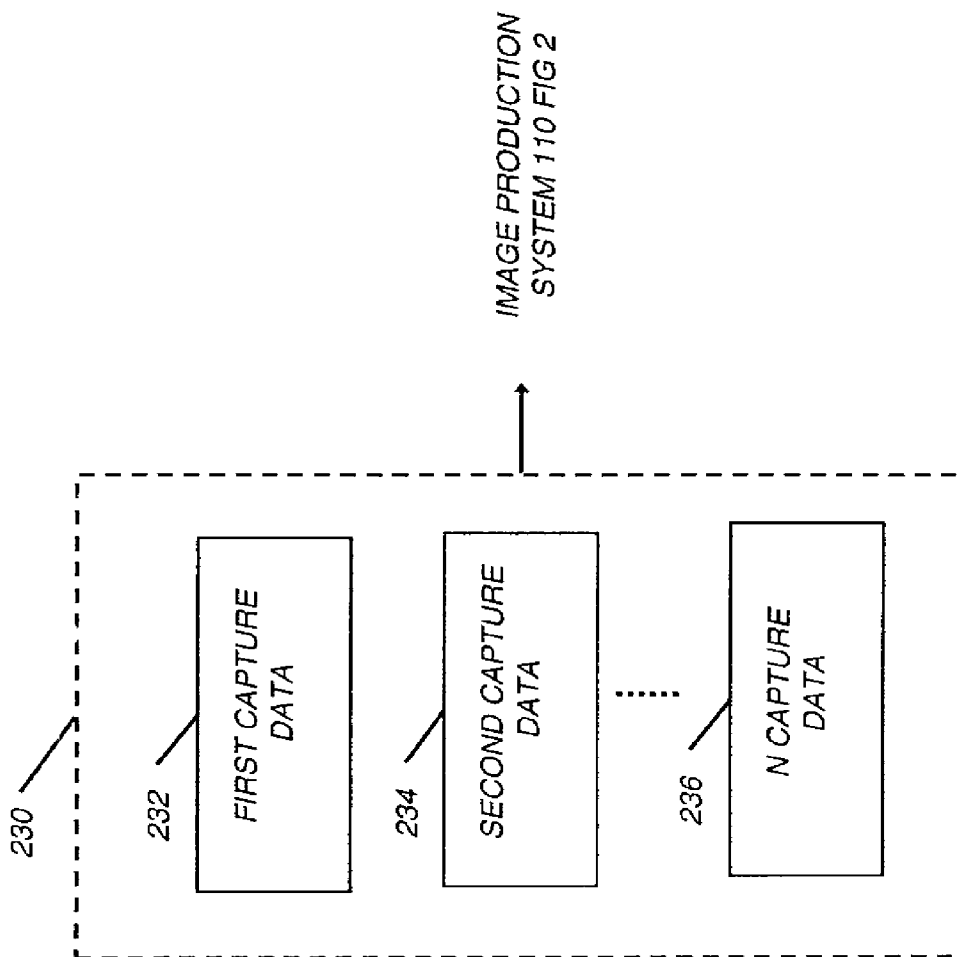 230
232
FIRST CAPTURE
DATA
234
SECOND CAPTURE
DATA
236
N CAPTURE
DATA
IMAGE PRODUCTION
SYSTEM 110 FIG 2